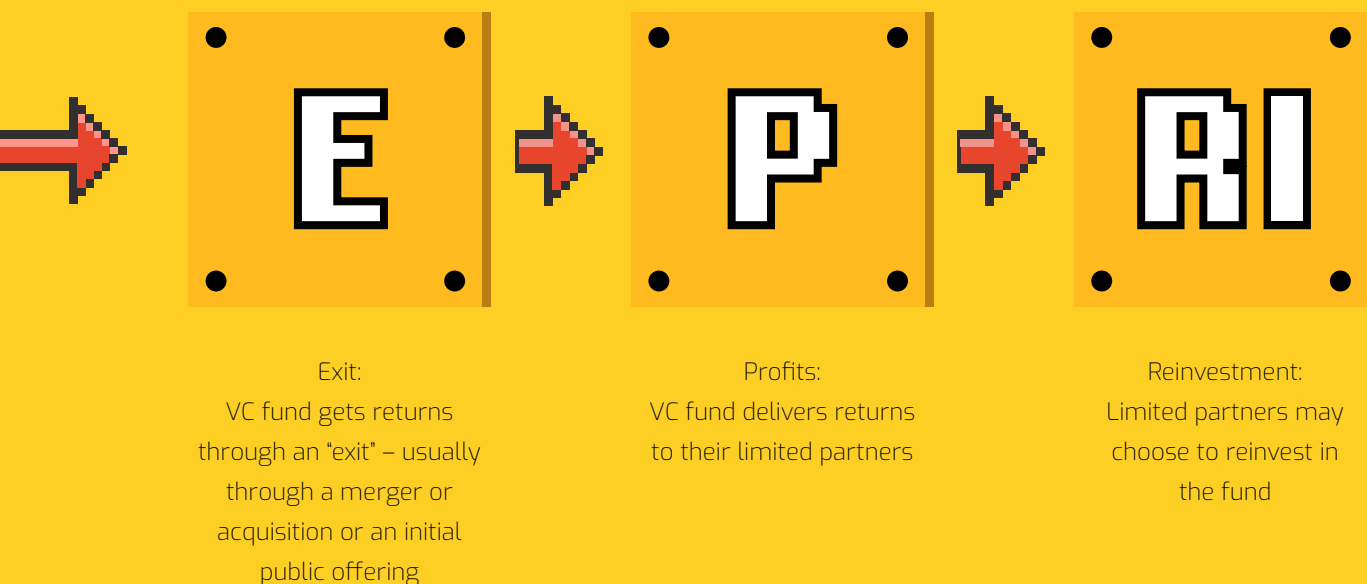 E
P
RI
Exit:
VC fund gets returns
through an “exit” – usually
through a merger or
acquisition or an initial
public offering
Profits:
VC fund delivers returns
to their limited partners
Reinvestment:
Limited partners may
choose to reinvest in
the fund